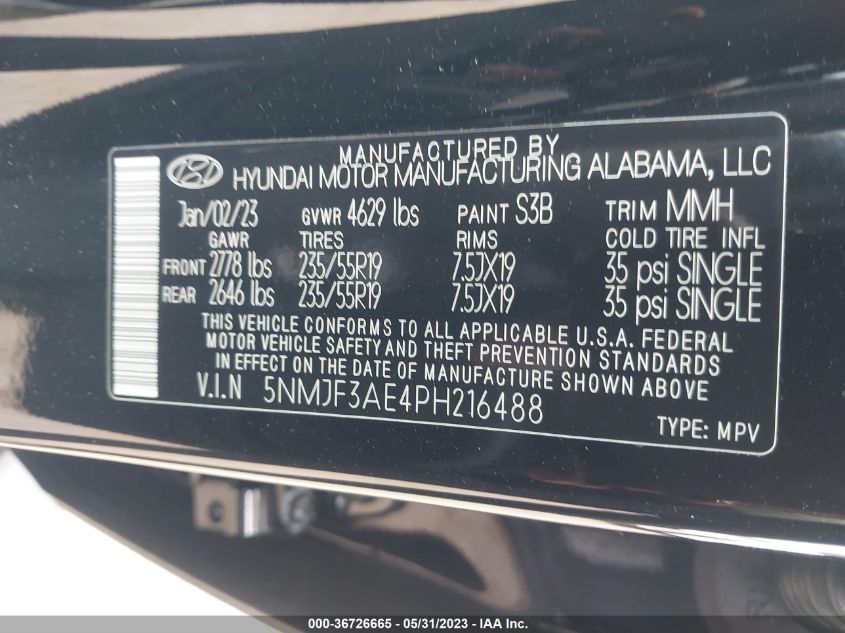 MANUFACTURED BY
HYUNDAI MOTOR MANUFACTURING ALABAMA, LLC
Jan/02/23 GVWR 4629 lbs PAINT S3B TRIM MMH
GAWR TIRES RIMS COLD TIRE INFL
FRONT 2778 lbs 235/55R19 7.5JX19 35 psi SINGLE
REAR 2646 lbs 235/55R19 7.5JX19 35 psi SINGLE
THIS VEHICLE CONFORMS TO ALL APPLICABLE U.S.A. FEDERAL
MOTOR VEHICLE SAFETY AND THEFT PREVENTION STANDARDS
IN EFFECT ON THE DATE OF MANUFACTURE SHOWN ABOVE
V.I.N 5NMJF3AE4PH216488
TYPE: MPV
000-36726665 - 05/31/2023 - IAA Inc.